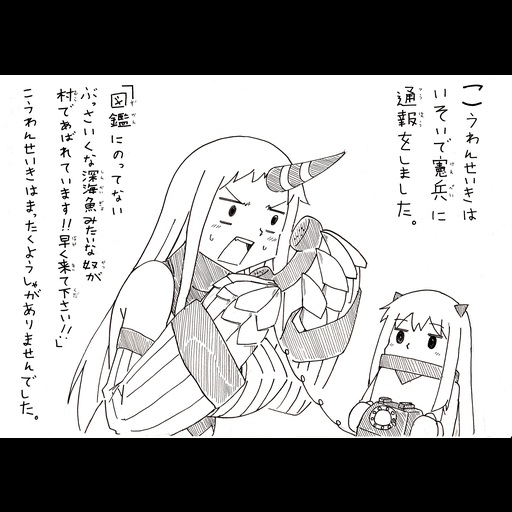 こうわんせいきは
いそいで憲兵に
通報をしました。
「図鑑にのってない
ぶっさいくな深海魚みたいな奴が
村であばれています!!早く来て下さい!!」
こうわんせいきはまったくようしゃがありませんでした。